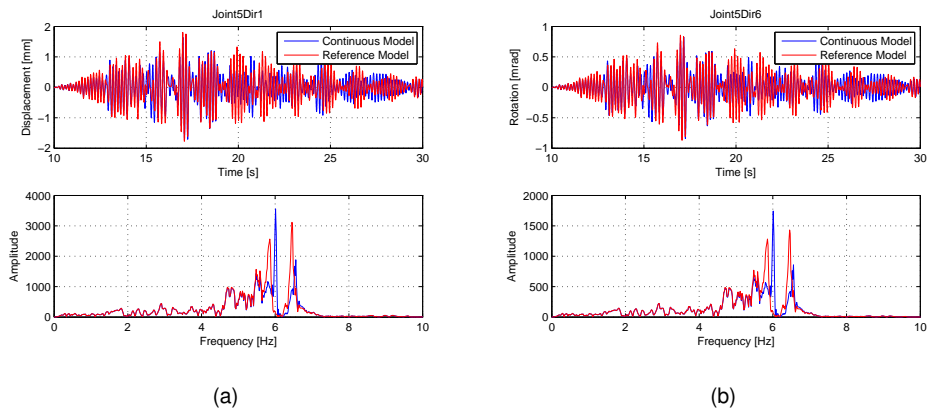 Joint5Dir1
2
1
0
−1
−2
Displacement [mm]
Continuous Model
Reference Model
10 15 20 25 30
Time [s]
4000
3000
2000
1000
0
Amplitude
0 2 4 6 8 10
Frequency [Hz]
(a)
Joint5Dir6
1
0.5
0
−0.5
−1
Rotation [mrad]
Continuous Model
Reference Model
10 15 20 25 30
Time [s]
2000
1500
1000
500
0
Amplitude
0 2 4 6 8 10
Frequency [Hz]
(b)